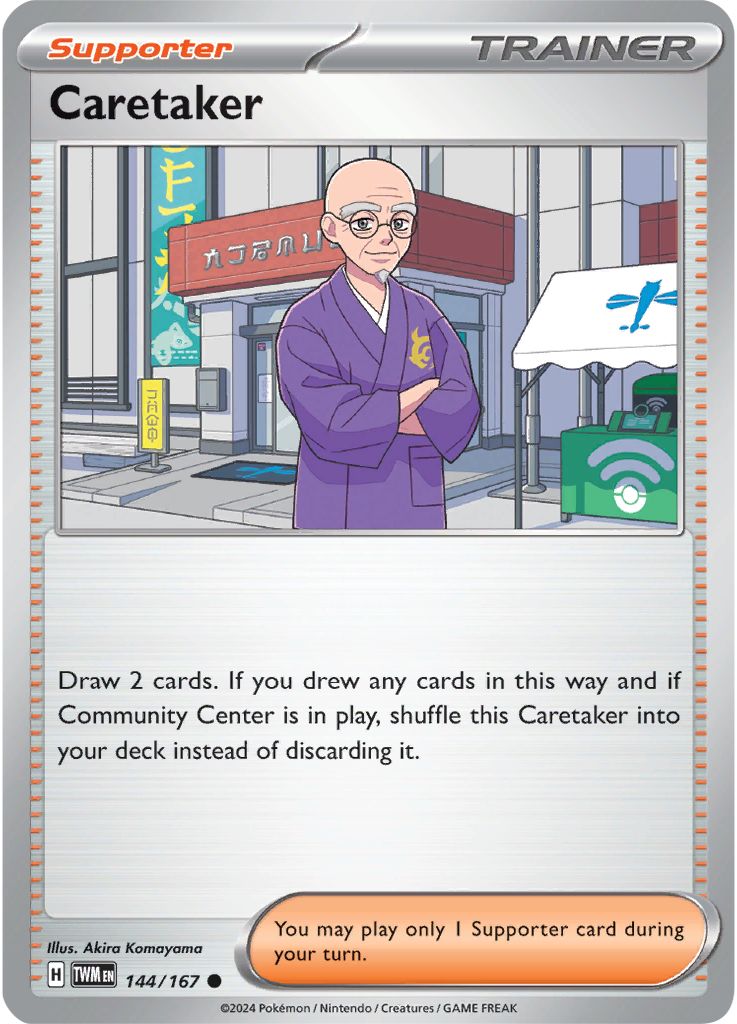 Supporter
TRAINER
Caretaker
Draw 2 cards. If you drew any cards in this way and if
Community Center is in play, shuffle this Caretaker into
your deck instead of discarding it.
You may play only 1 Supporter card during
your turn.
Illus. Akira Komayama
H TWM EN 144/167
©2024 Pokémon / Nintendo / Creatures / GAME FREAK